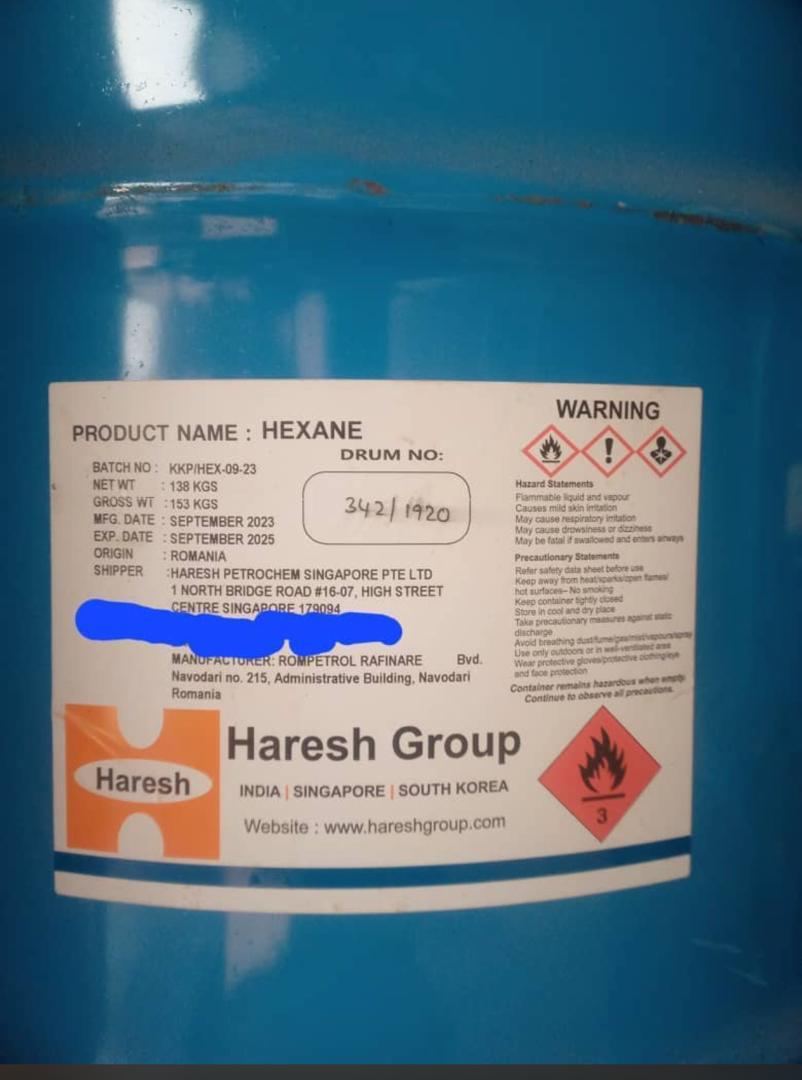 PRODUCT NAME : HEXANE
BATCH NO : KKP/HEX-09-23
NET WT : 138 KGS
GROSS WT : 153 KGS
MFG. DATE : SEPTEMBER 2023
EXP. DATE : SEPTEMBER 2025
ORIGIN : ROMANIA
SHIPPER :HARESH PETROCHEM SINGAPORE PTE LTD
1 NORTH BRIDGE ROAD #16-07, HIGH STREET
CENTRE SINGAPORE 179094
MANUFACTURER: ROMPETROL RAFINARE Bvd.
Navodari no. 215, Administrative Building, Navodari
Romania
DRUM NO:
342/1920
WARNING
Hazard Statements
Flammable liquid and vapour
Causes mild skin irritation
May cause respiratory irritation
May cause drowsiness or dizziness
May be fatal if swallowed and enters airways
Precautionary Statements
Refer safety data sheet before use
Keep away from heat/sparks/open flames/
hot surfaces– No smoking
Keep container tightly closed
Store in cool and dry place
Take precautionary measures against static
discharge
Avoid breathing dust/fume/gas/mist/vapours/spray
Use only outdoors or in well-ventilated area
Wear protective gloves/protective clothing/eye
and face protection
Container remains hazardous when empty.
Continue to observe all precautions.
Haresh
Haresh Group
INDIA | SINGAPORE | SOUTH KOREA
Website : www.hareshgroup.com
3